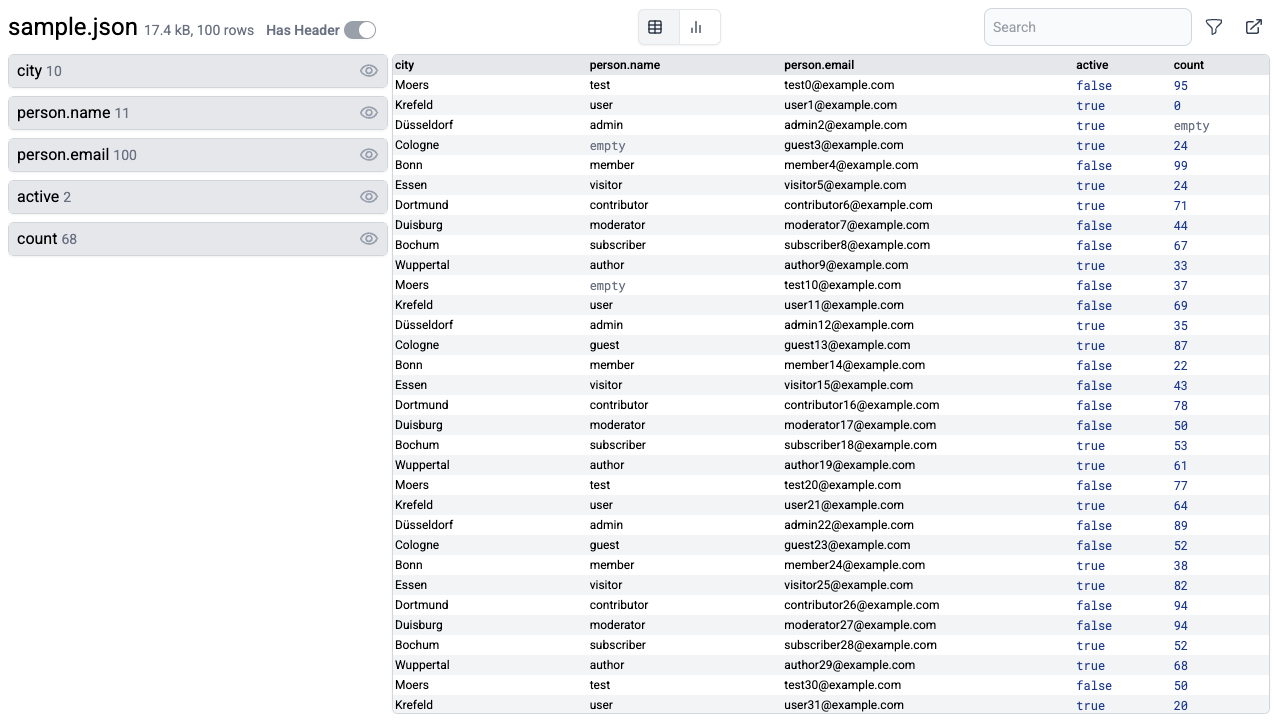 sample.json 17.4 kB, 100 rows Has Header
Search
city 10
person.name 11
person.email 100
active 2
count 68
city person.name person.email active count
Moers test test0@example.com false 95
Krefeld user user1@example.com true 0
Düsseldorf admin admin2@example.com true empty
Cologne empty guest3@example.com true 24
Bonn member member4@example.com false 99
Essen visitor visitor5@example.com true 24
Dortmund contributor contributor6@example.com true 71
Duisburg moderator moderator7@example.com false 44
Bochum subscriber subscriber8@example.com false 67
Wuppertal author author9@example.com true 33
Moers empty test10@example.com false 37
Krefeld user user11@example.com false 69
Düsseldorf admin admin12@example.com true 35
Cologne guest guest13@example.com true 87
Bonn member member14@example.com false 22
Essen visitor visitor15@example.com false 43
Dortmund contributor contributor16@example.com false 78
Duisburg moderator moderator17@example.com false 50
Bochum subscriber subscriber18@example.com true 53
Wuppertal author author19@example.com true 61
Moers test test20@example.com false 77
Krefeld user user21@example.com true 64
Düsseldorf admin admin22@example.com false 89
Cologne guest guest23@example.com false 52
Bonn member member24@example.com true 38
Essen visitor visitor25@example.com true 82
Dortmund contributor contributor26@example.com false 94
Duisburg moderator moderator27@example.com false 94
Bochum subscriber subscriber28@example.com true 52
Wuppertal author author29@example.com true 68
Moers test test30@example.com false 50
Krefeld user user31@example.com true 20